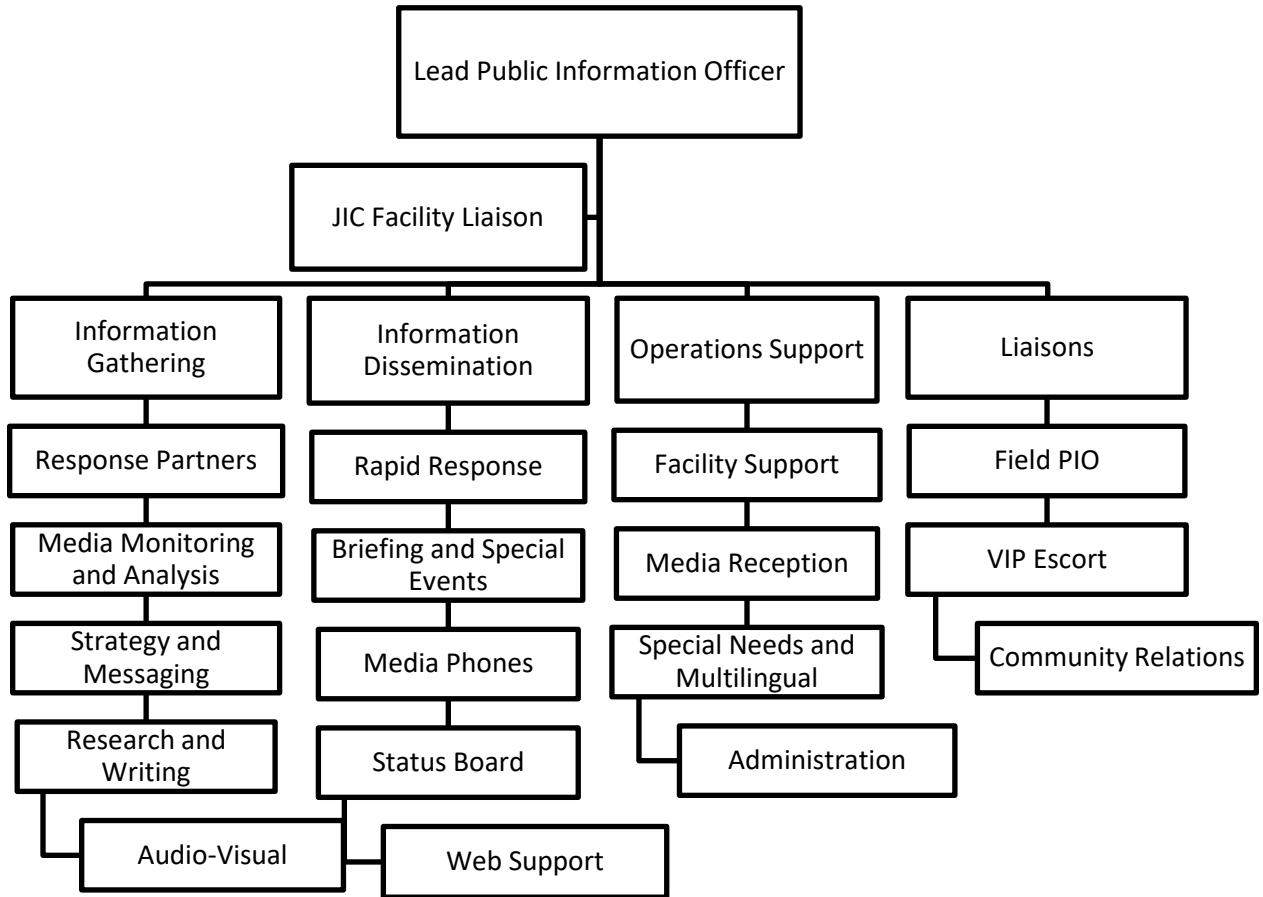 Lead Public Information Officer
JIC Facility Liaison
Information
Gathering
Information
Dissemination
Operations Support
Liaisons
Response Partners
Rapid Response
Facility Support
Field PIO
Media Monitoring
and Analysis
Briefing and Special
Events
Media Reception
VIP Escort
Strategy and
Messaging
Media Phones
Special Needs and
Multilingual
Community Relations
Research and
Writing
Status Board
Administration
Audio-Visual
Web Support